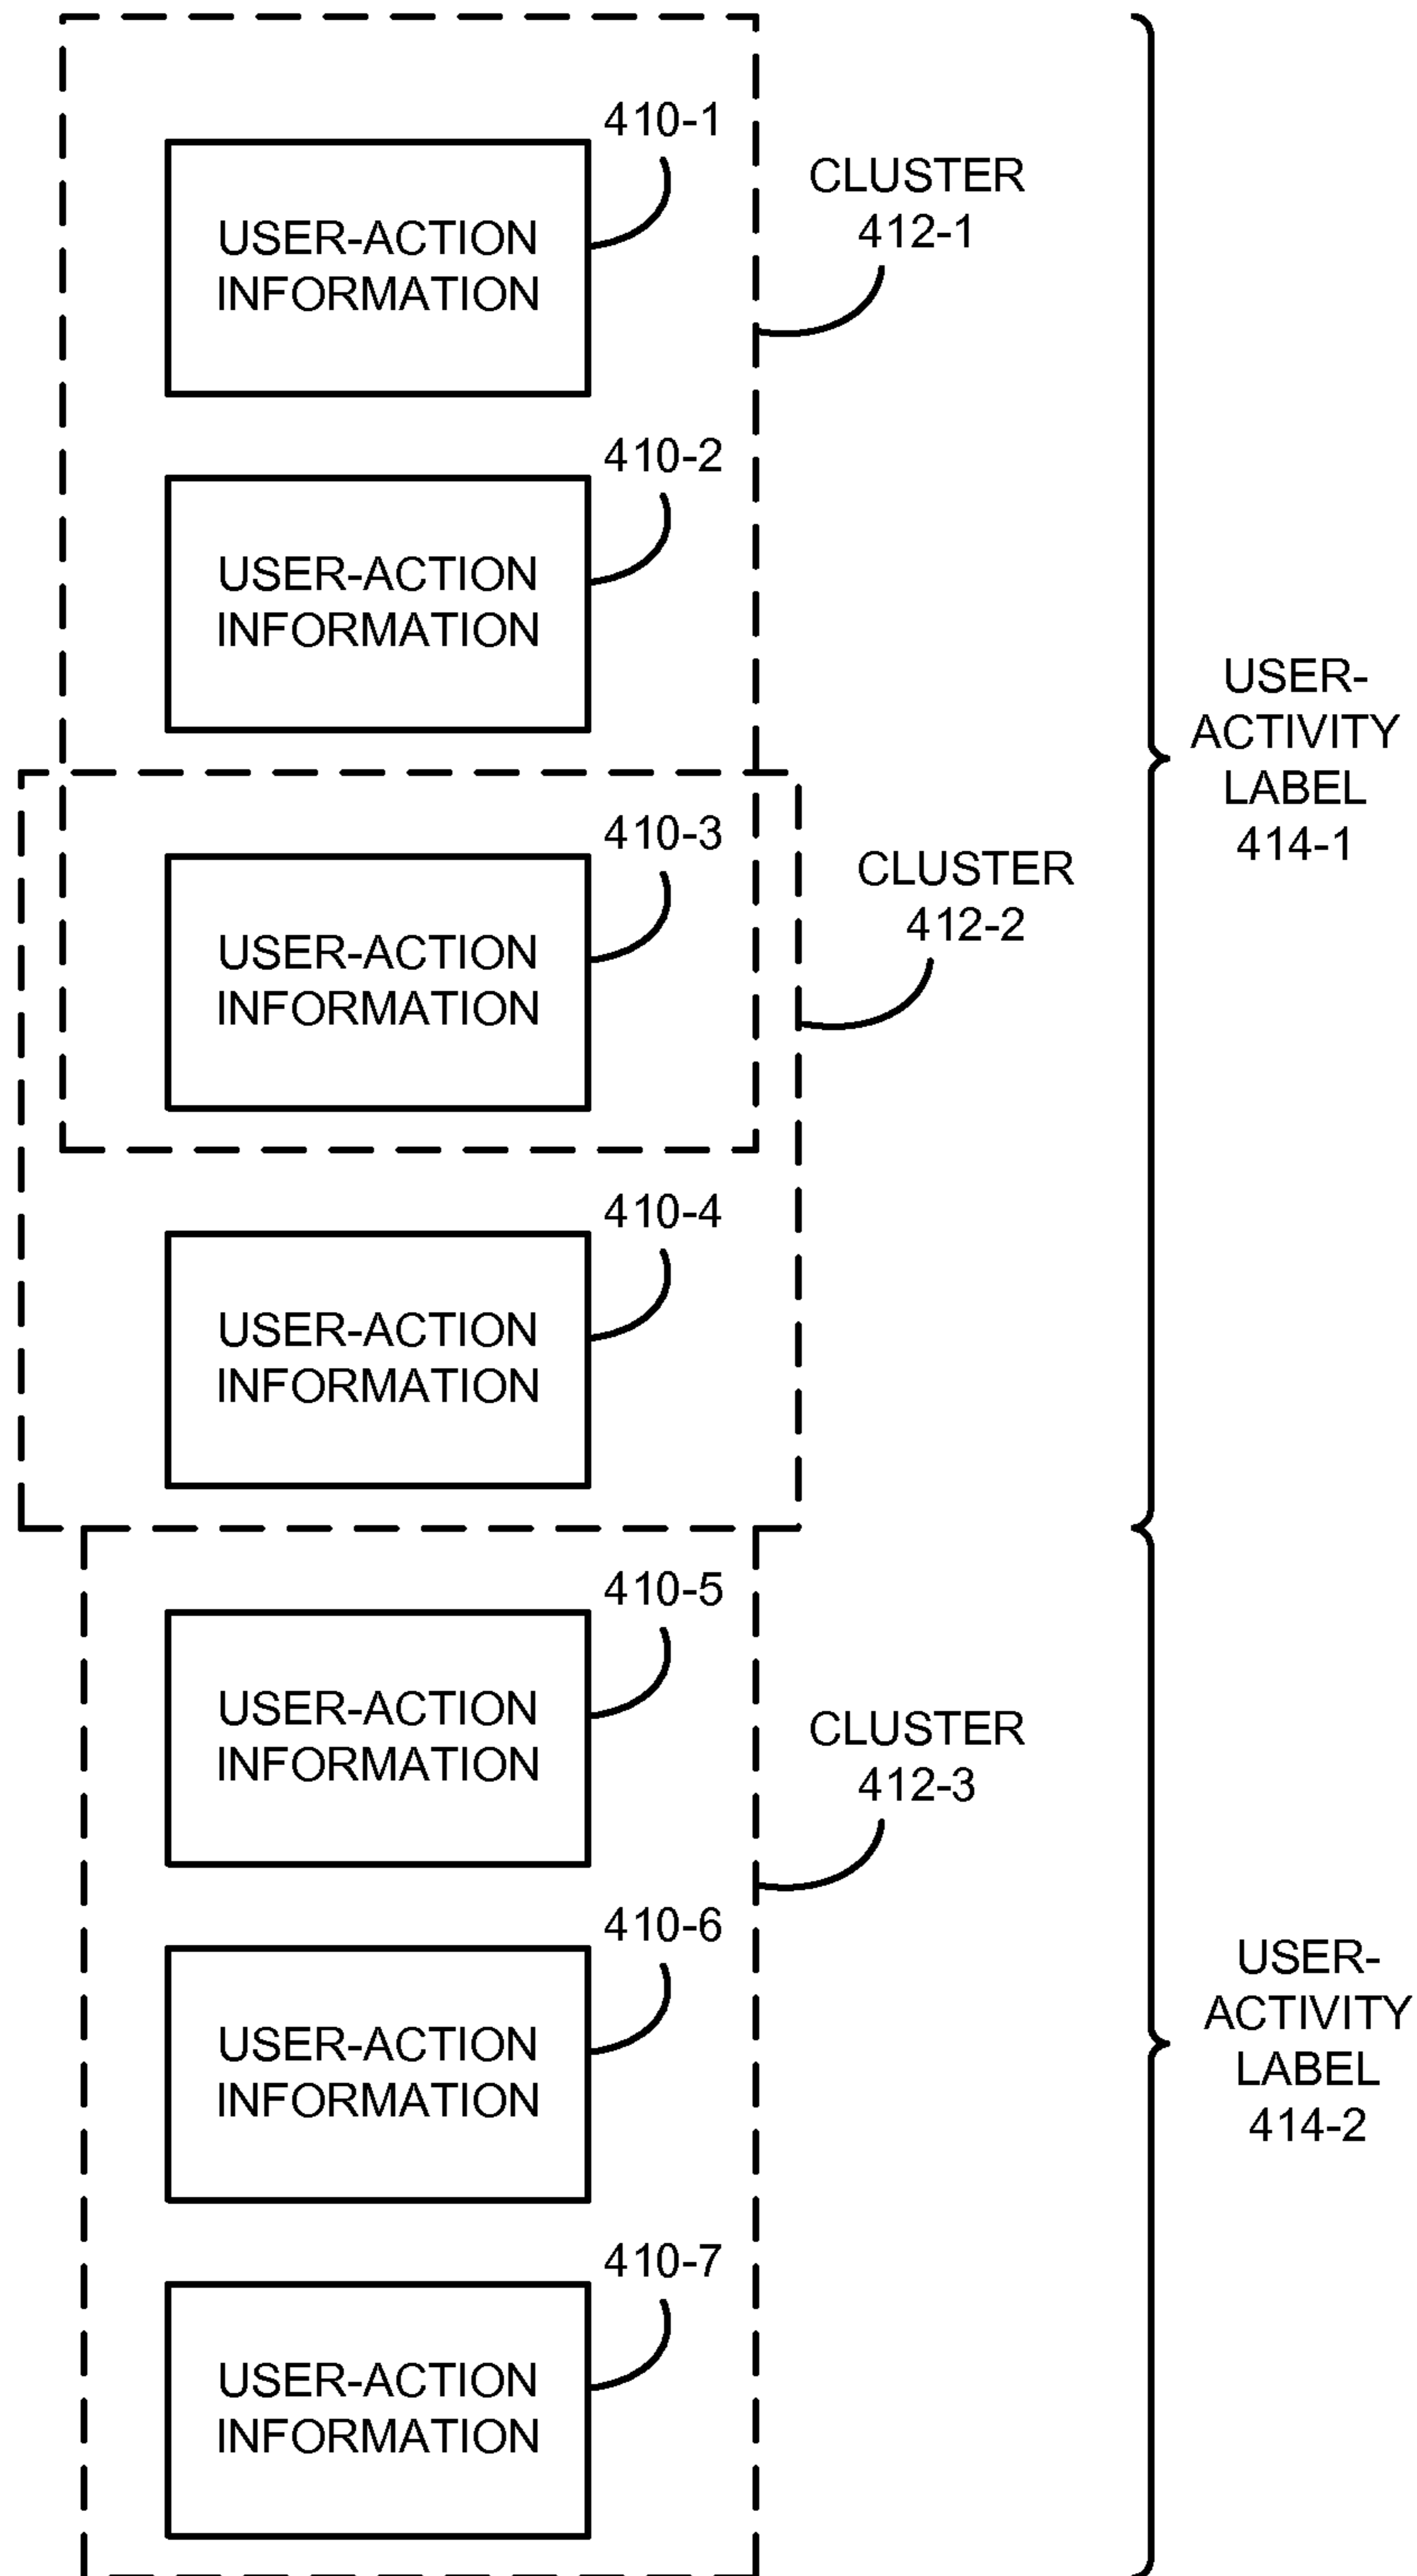 410-1
USER-ACTION
INFORMATION
CLUSTER
412-1
410-2
USER-ACTION
INFORMATION
USER-
ACTIVITY
LABEL
414-1
410-3
USER-ACTION
INFORMATION
CLUSTER
412-2
410-4
USER-ACTION
INFORMATION
410-5
USER-ACTION
INFORMATION
CLUSTER
412-3
410-6
USER-ACTION
INFORMATION
USER-
ACTIVITY
LABEL
414-2
410-7
USER-ACTION
INFORMATION